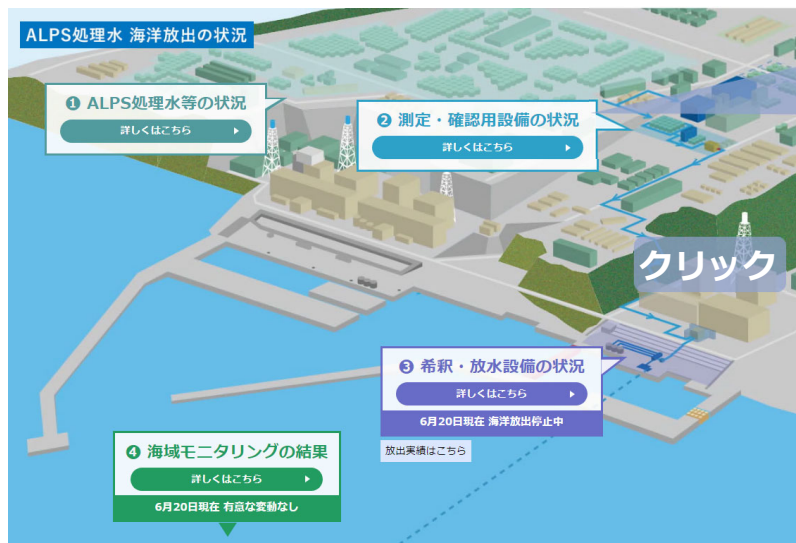 ALPS処理水 海洋放出の状況
❶ ALPS処理水等の状況
詳しくはこちら
❷ 測定・確認用設備の状況
詳しくはこちら
クリック
❸ 希釈・放水設備の状況
詳しくはこちら
6月20日現在 海洋放出停止中
放出実績はこちら
❹ 海域モニタリングの結果
詳しくはこちら
6月20日現在 有意な変動なし